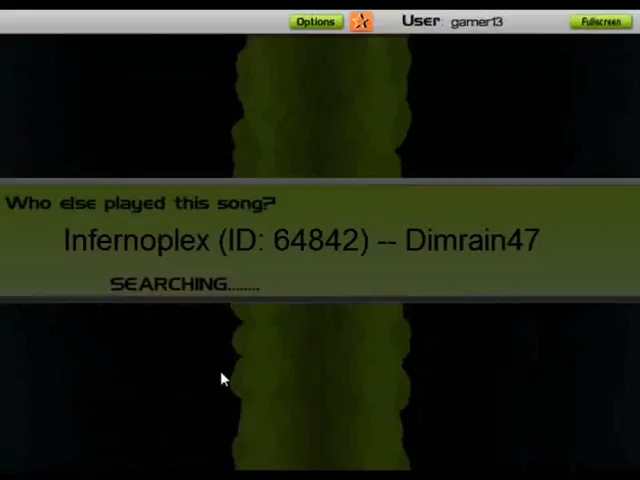 Options User: gamer13 Fullscreen
Who else played this song?
Infernoplex (ID: 64842) -- Dimrain47
SEARCHING........